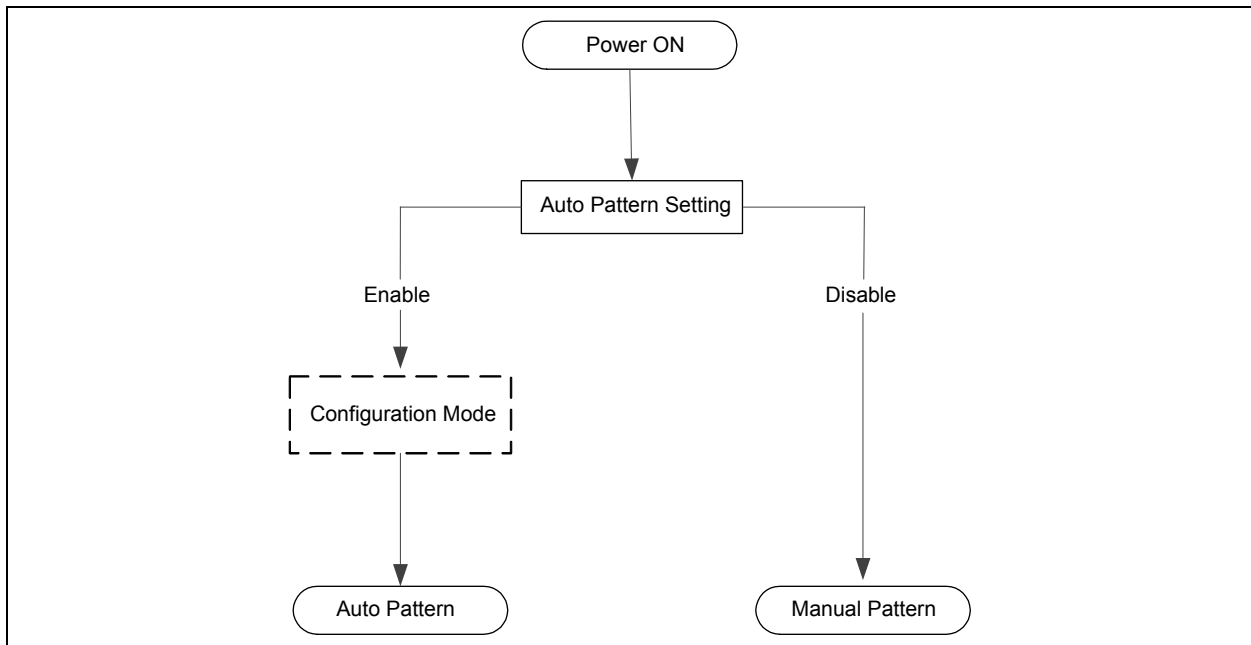 Power ON
Auto Pattern Setting
Enable
Disable
Configuration Mode
Auto Pattern
Manual Pattern